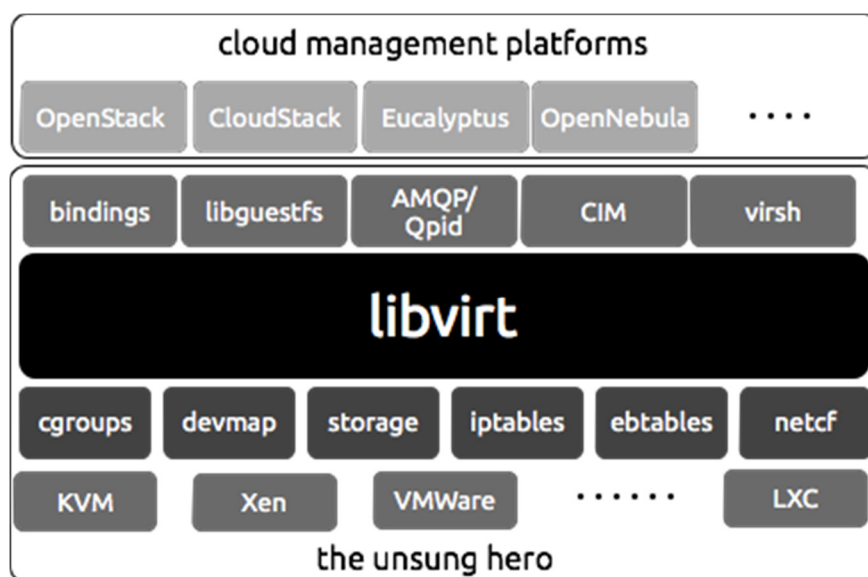 cloud management platforms
OpenStack CloudStack Eucalyptus OpenNebula ....
bindings libguestfs AMQP/ Qpid CIM virsh
libvirt
cgroups devmap storage iptables ebtables netcf
KVM Xen VMWare ...... LXC
the unsung hero